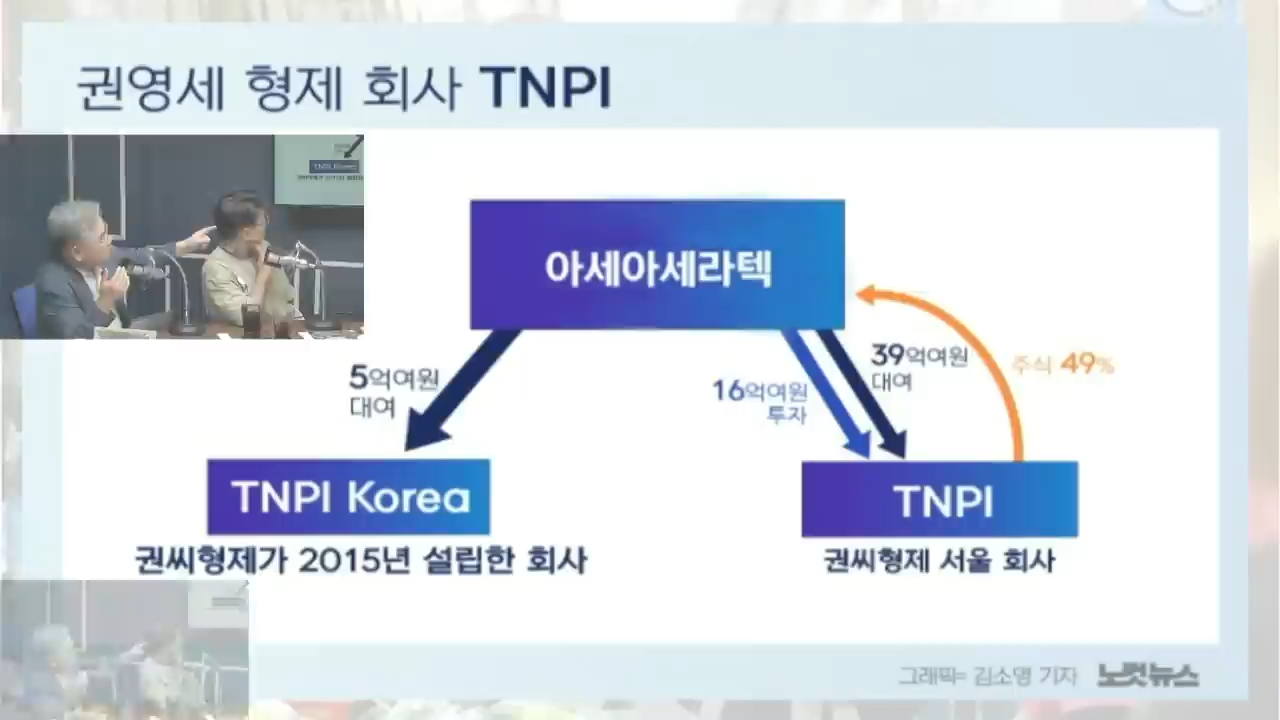 권영세 형제 회사 TNPI
TNPI Korea
아세아세라텍
5억여원
대여
16억여원
투자
39억여원
대여
주식 49%
TNPI Korea
권씨형제가 2015년 설립한 회사
TNPI
권씨형제 서울 회사
그래픽= 김소영 기자
노컷뉴스